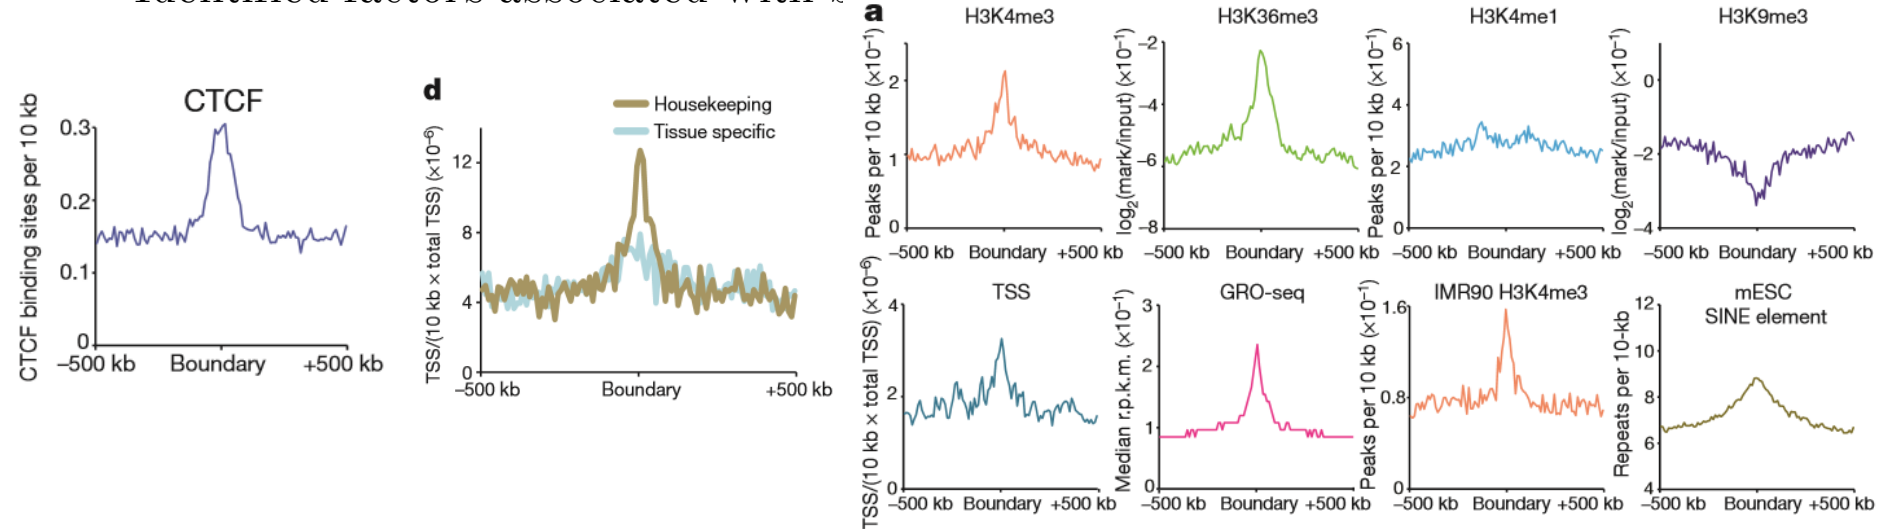 identified factors associated with
CTCF
CTCF binding sites per 10 kb
0.3
0.2
0.1
0
–500 kb Boundary +500 kb
d
Housekeeping
Tissue specific
TSS/(10 kb × total TSS) (×10⁻⁶)
12
8
4
0
–500 kb Boundary +500 kb
a
H3K4me3
Peaks per 10 kb (×10⁻¹)
2
1
0
–500 kb Boundary +500 kb
H3K36me3
log₂(mark/input) (×10⁻¹)
–2
–4
–6
–8
–500 kb Boundary +500 kb
H3K4me1
Peaks per 10 kb (×10⁻¹)
6
4
2
0
–500 kb Boundary +500 kb
H3K9me3
log₂(mark/input) (×10⁻¹)
0
–2
–4
–500 kb Boundary +500 kb
TSS
TSS/(10 kb × total TSS) (×10⁻⁶)
4
2
0
–500 kb Boundary +500 kb
GRO-seq
Median r.p.k.m. (×10⁻¹)
3
2
1
0
–500 kb Boundary +500 kb
IMR90 H3K4me3
Peaks per 10 kb (×10⁻¹)
1.6
0.8
0
–500 kb Boundary +500 kb
mESC
SINE element
Repeats per 10-kb
12
10
8
6
4
–500 kb Boundary +500 kb